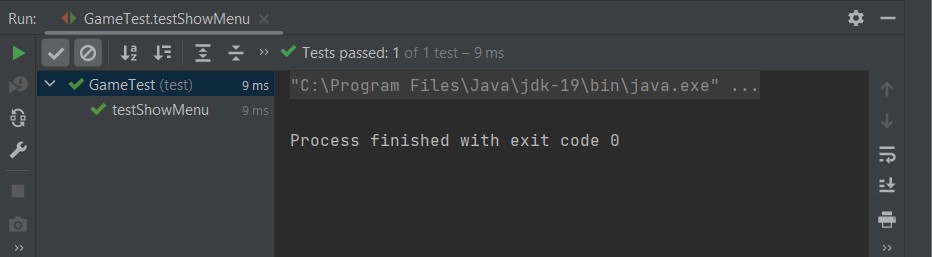 Run: GameTest.testShowMenu
Tests passed: 1 of 1 test – 9 ms
GameTest (test) 9 ms
testShowMenu 9 ms
"C:\Program Files\Java\jdk-19\bin\java.exe" ...
Process finished with exit code 0